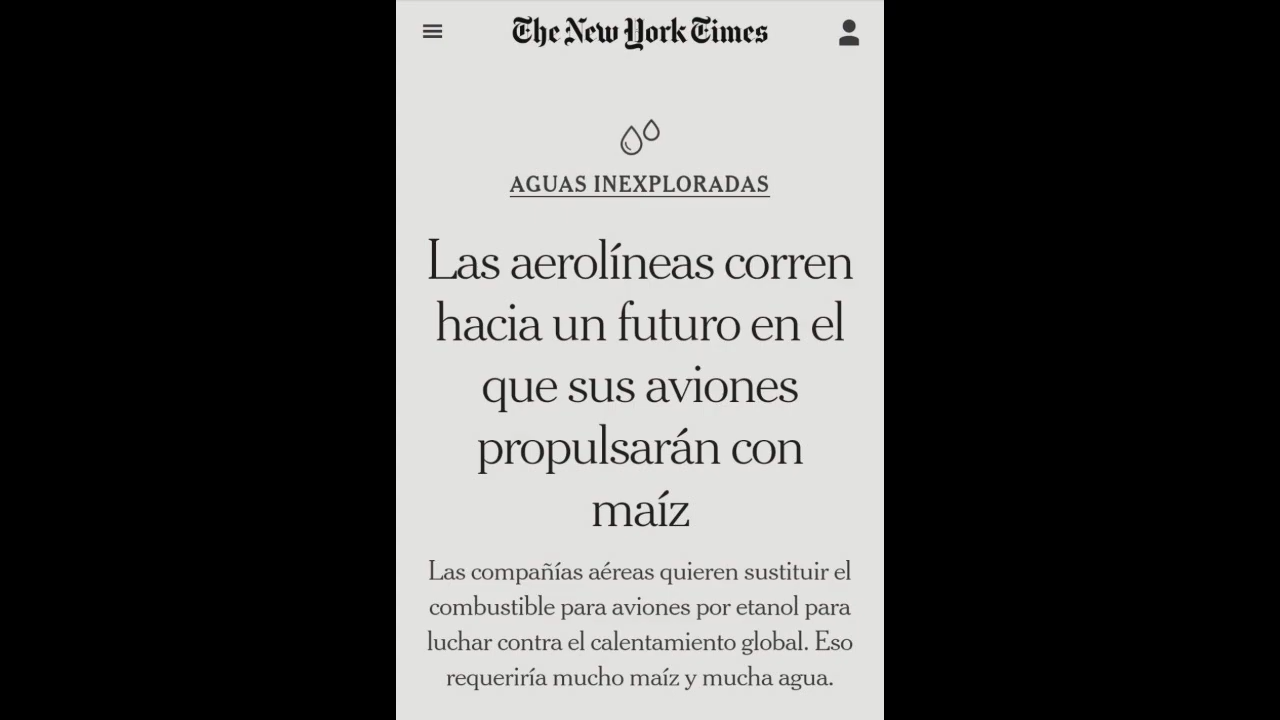 The New York Times
AGUAS INEXPLORADAS
Las aerolíneas corren
hacia un futuro en el
que sus aviones
propulsarán con
maíz
Las compañías aéreas quieren sustituir el
combustible para aviones por etanol para
luchar contra el calentamiento global. Eso
requeriría mucho maíz y mucha agua.